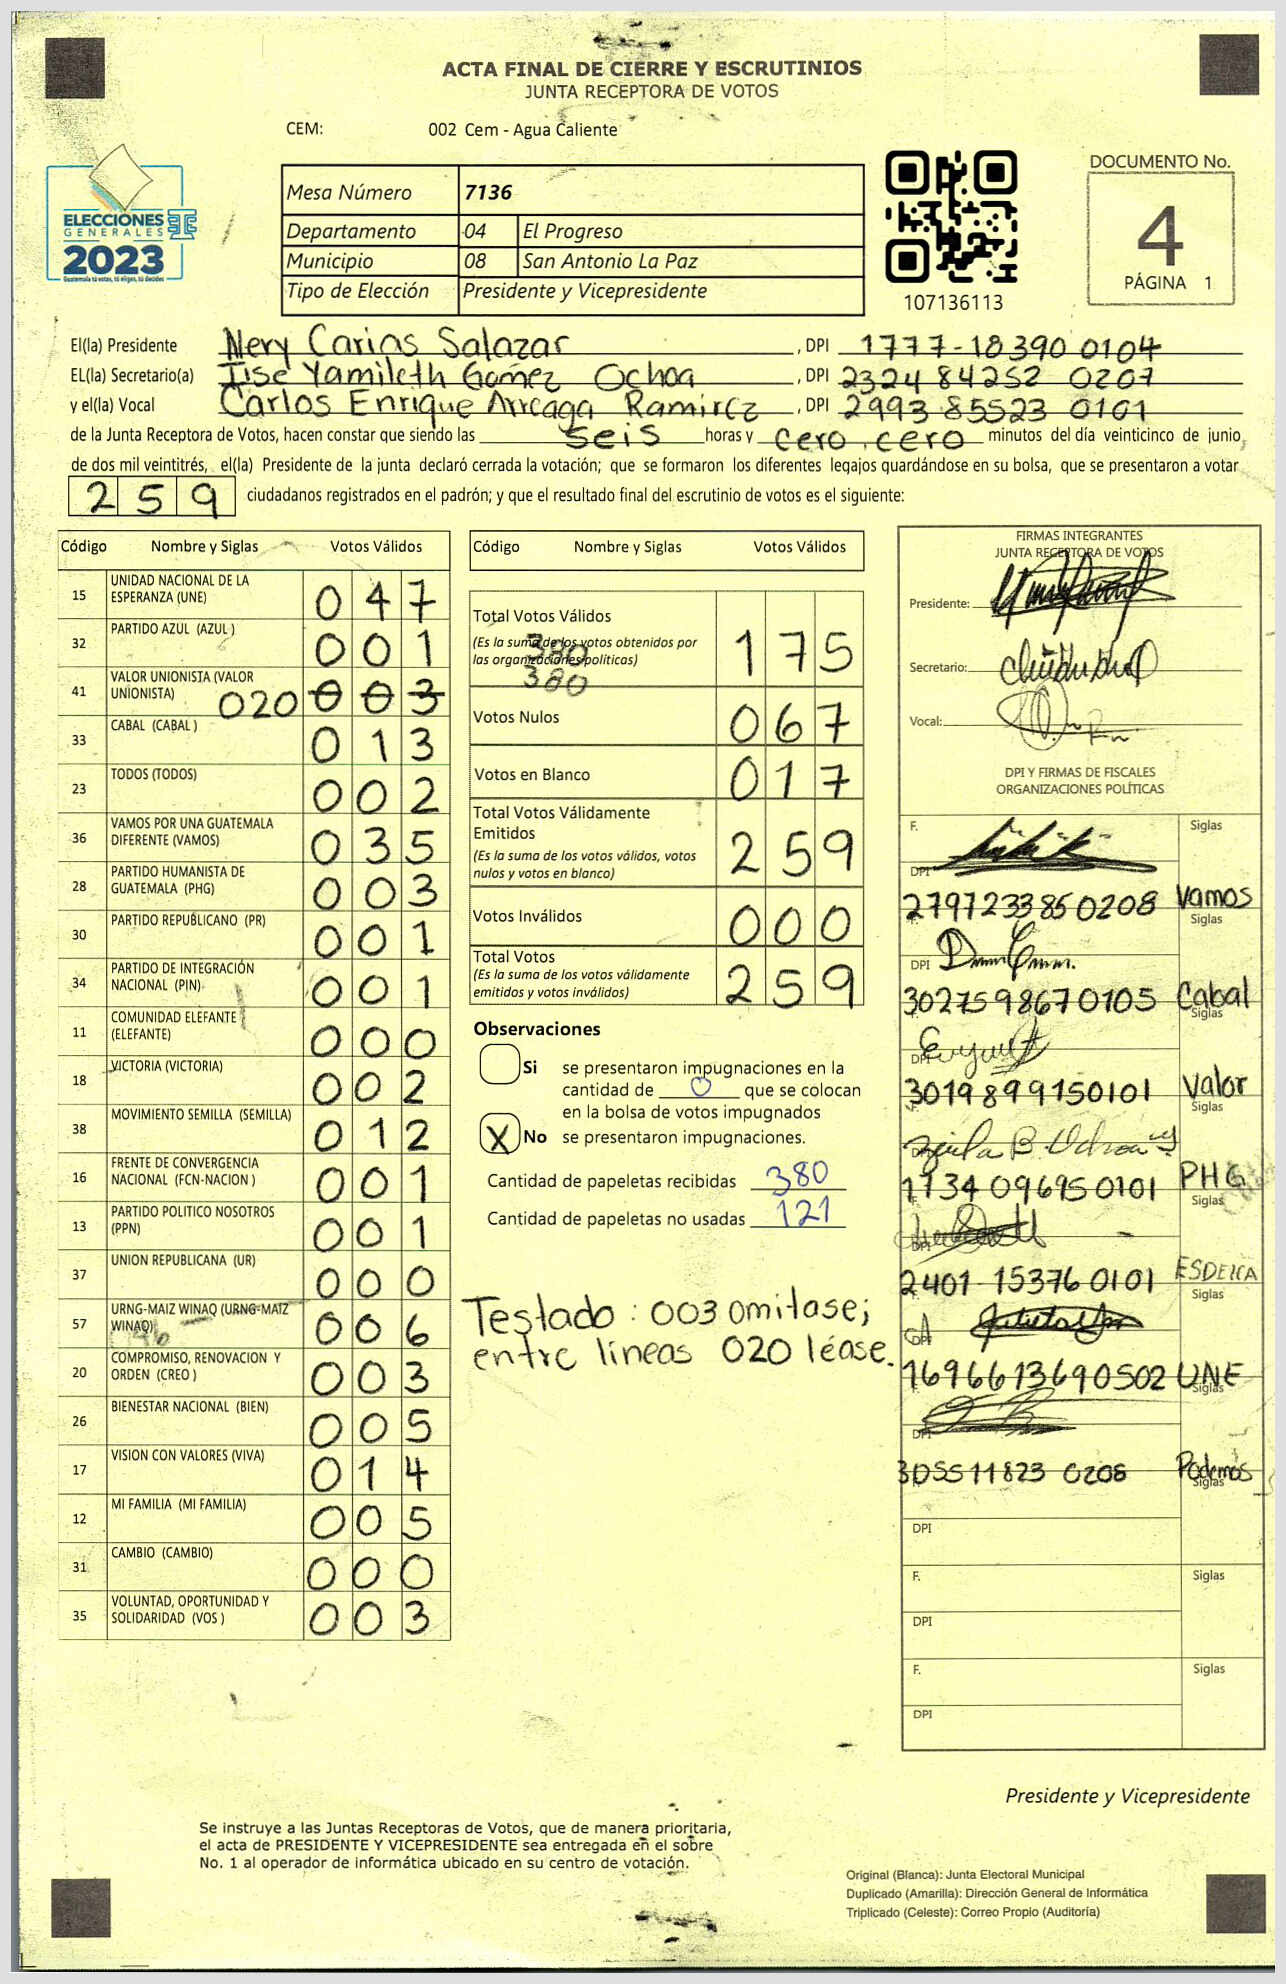 ACTA FINAL DE CIERRE Y ESCRUTINIOS
JUNTA RECEPTORA DE VOTOS
CEM: 002 Cem - Agua Caliente
ELECCIONES
GENERALES
2023
Guatemala tú votas, tú eliges, tú decides
Mesa Número 7136
Departamento 04 El Progreso
Municipio 08 San Antonio La Paz
Tipo de Elección Presidente y Vicepresidente
107136113
DOCUMENTO No.
4
PÁGINA 1
El(la) Presidente Nery Carias Salazar, DPI 1777-18390 0104
EL(la) Secretario(a) Ilse Yamileth Gomez Ochoa, DPI 2324 84252 0207
y el(la) Vocal Carlos Enrique Arreaga Ramirez, DPI 2993 85523 0101
de la Junta Receptora de Votos, hacen constar que siendo las seis horas y cero.cero minutos del día veinticinco de junio
de dos mil veintitrés, el(la) Presidente de la junta declaró cerrada la votación; que se formaron los diferentes legajos quardándose en su bolsa, que se presentaron a votar
259 ciudadanos registrados en el padrón; y que el resultado final del escrutinio de votos es el siguiente:
Código Nombre y Siglas Votos Válidos
15 UNIDAD NACIONAL DE LA ESPERANZA (UNE) 047
32 PARTIDO AZUL (AZUL ) 001
41 VALOR UNIONISTA (VALOR UNIONISTA) 020 003
33 CABAL (CABAL ) 013
23 TODOS (TODOS) 002
36 VAMOS POR UNA GUATEMALA DIFERENTE (VAMOS) 035
28 PARTIDO HUMANISTA DE GUATEMALA (PHG) 003
30 PARTIDO REPUBLICANO (PR) 001
34 PARTIDO DE INTEGRACIÓN NACIONAL (PIN) 001
11 COMUNIDAD ELEFANTE (ELEFANTE) 000
18 VICTORIA (VICTORIA) 002
38 MOVIMIENTO SEMILLA (SEMILLA) 012
16 FRENTE DE CONVERGENCIA NACIONAL (FCN-NACION ) 001
13 PARTIDO POLITICO NOSOTROS (PPN) 001
37 UNION REPUBLICANA (UR) 000
57 URNG-MAIZ WINAQ (URNG-MAIZ WINAQ) 006
20 COMPROMISO, RENOVACION Y ORDEN (CREO ) 003
26 BIENESTAR NACIONAL (BIEN) 005
17 VISION CON VALORES (VIVA) 014
12 MI FAMILIA (MI FAMILIA) 005
31 CAMBIO (CAMBIO) 000
35 VOLUNTAD, OPORTUNIDAD Y SOLIDARIDAD (VOS ) 003
Código Nombre y Siglas Votos Válidos
Total Votos Válidos 175
(Es la suma de los votos obtenidos por
las organizaciones políticas)
380
380
Votos Nulos 067
Votos en Blanco 017
Total Votos Válidamente
Emitidos 259
(Es la suma de los votos válidos, votos
nulos y votos en blanco)
Votos Inválidos 000
Total Votos 259
(Es la suma de los votos válidamente
emitidos y votos inválidos)
Observaciones
Si se presentaron impugnaciones en la
cantidad de 0 que se colocan
en la bolsa de votos impugnados
X No se presentaron impugnaciones.
Cantidad de papeletas recibidas 380
Cantidad de papeletas no usadas 121
Testado: 003 omitase;
entre lineas 020 léase.
FIRMAS INTEGRANTES
JUNTA RECEPTORA DE VOTOS
Presidente:
Secretario:
Vocal:
DPI Y FIRMAS DE FISCALES
ORGANIZACIONES POLÍTICAS
F. Siglas
DPI 2797233850208 Vamos
F. Siglas
DPI 3027598670105 Cabal
Siglas
DPI 3019899150101 Valor
F. Siglas
DPI 1734096950101 PHG
F. Siglas
DPI 2401-15376 0101 ESDEICA
F. Siglas
DPI 1696613690502 UNE
F. Siglas
DPI 305511823 0206 Podemos
F. Siglas
DPI
F. Siglas
DPI
F. Siglas
DPI
Presidente y Vicepresidente
Se instruye a las Juntas Receptoras de Votos, que de manera prioritaria,
el acta de PRESIDENTE Y VICEPRESIDENTE sea entregada en el sobre
No. 1 al operador de informática ubicado en su centro de votación.
Original (Blanca): Junta Electoral Municipal
Duplicado (Amarilla): Dirección General de Informática
Triplicado (Celeste): Correo Propio (Auditoría)